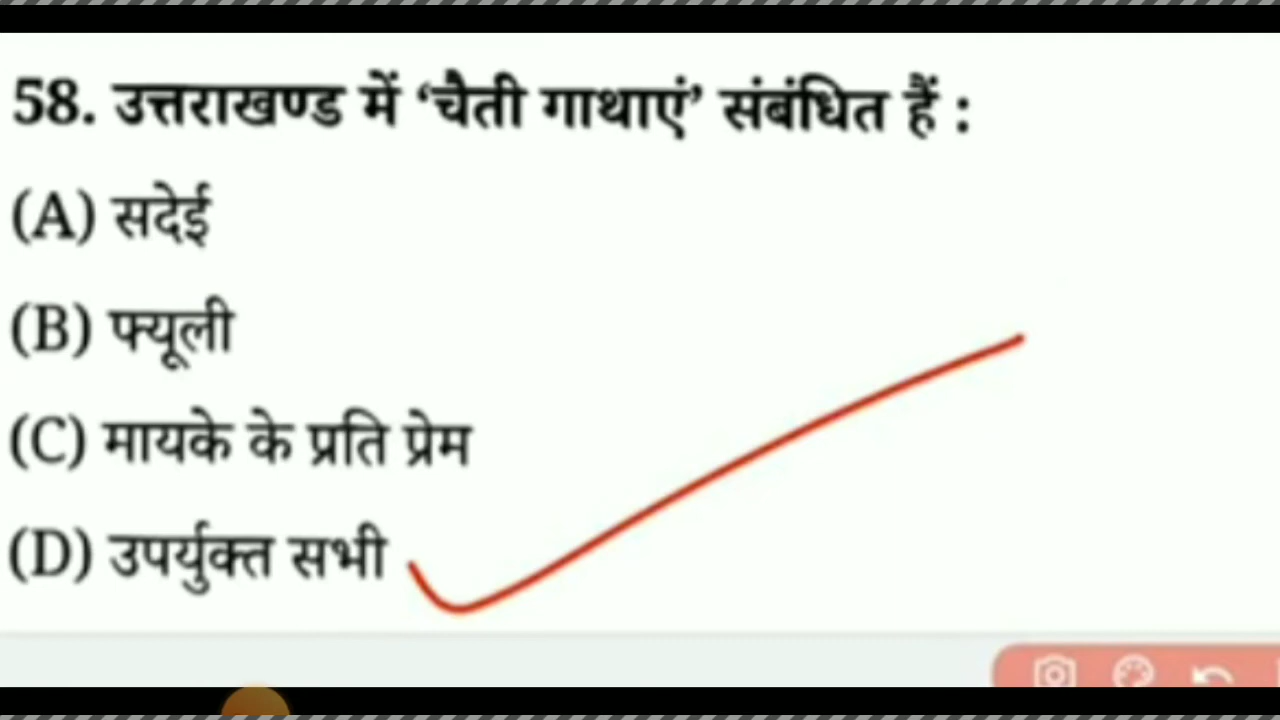 58. उत्तराखण्ड में ‘चैती गाथाएं’ संबंधित हैं :
(A) सदेई
(B) फ्यूली
(C) मायके के प्रति प्रेम
(D) उपर्युक्त सभी